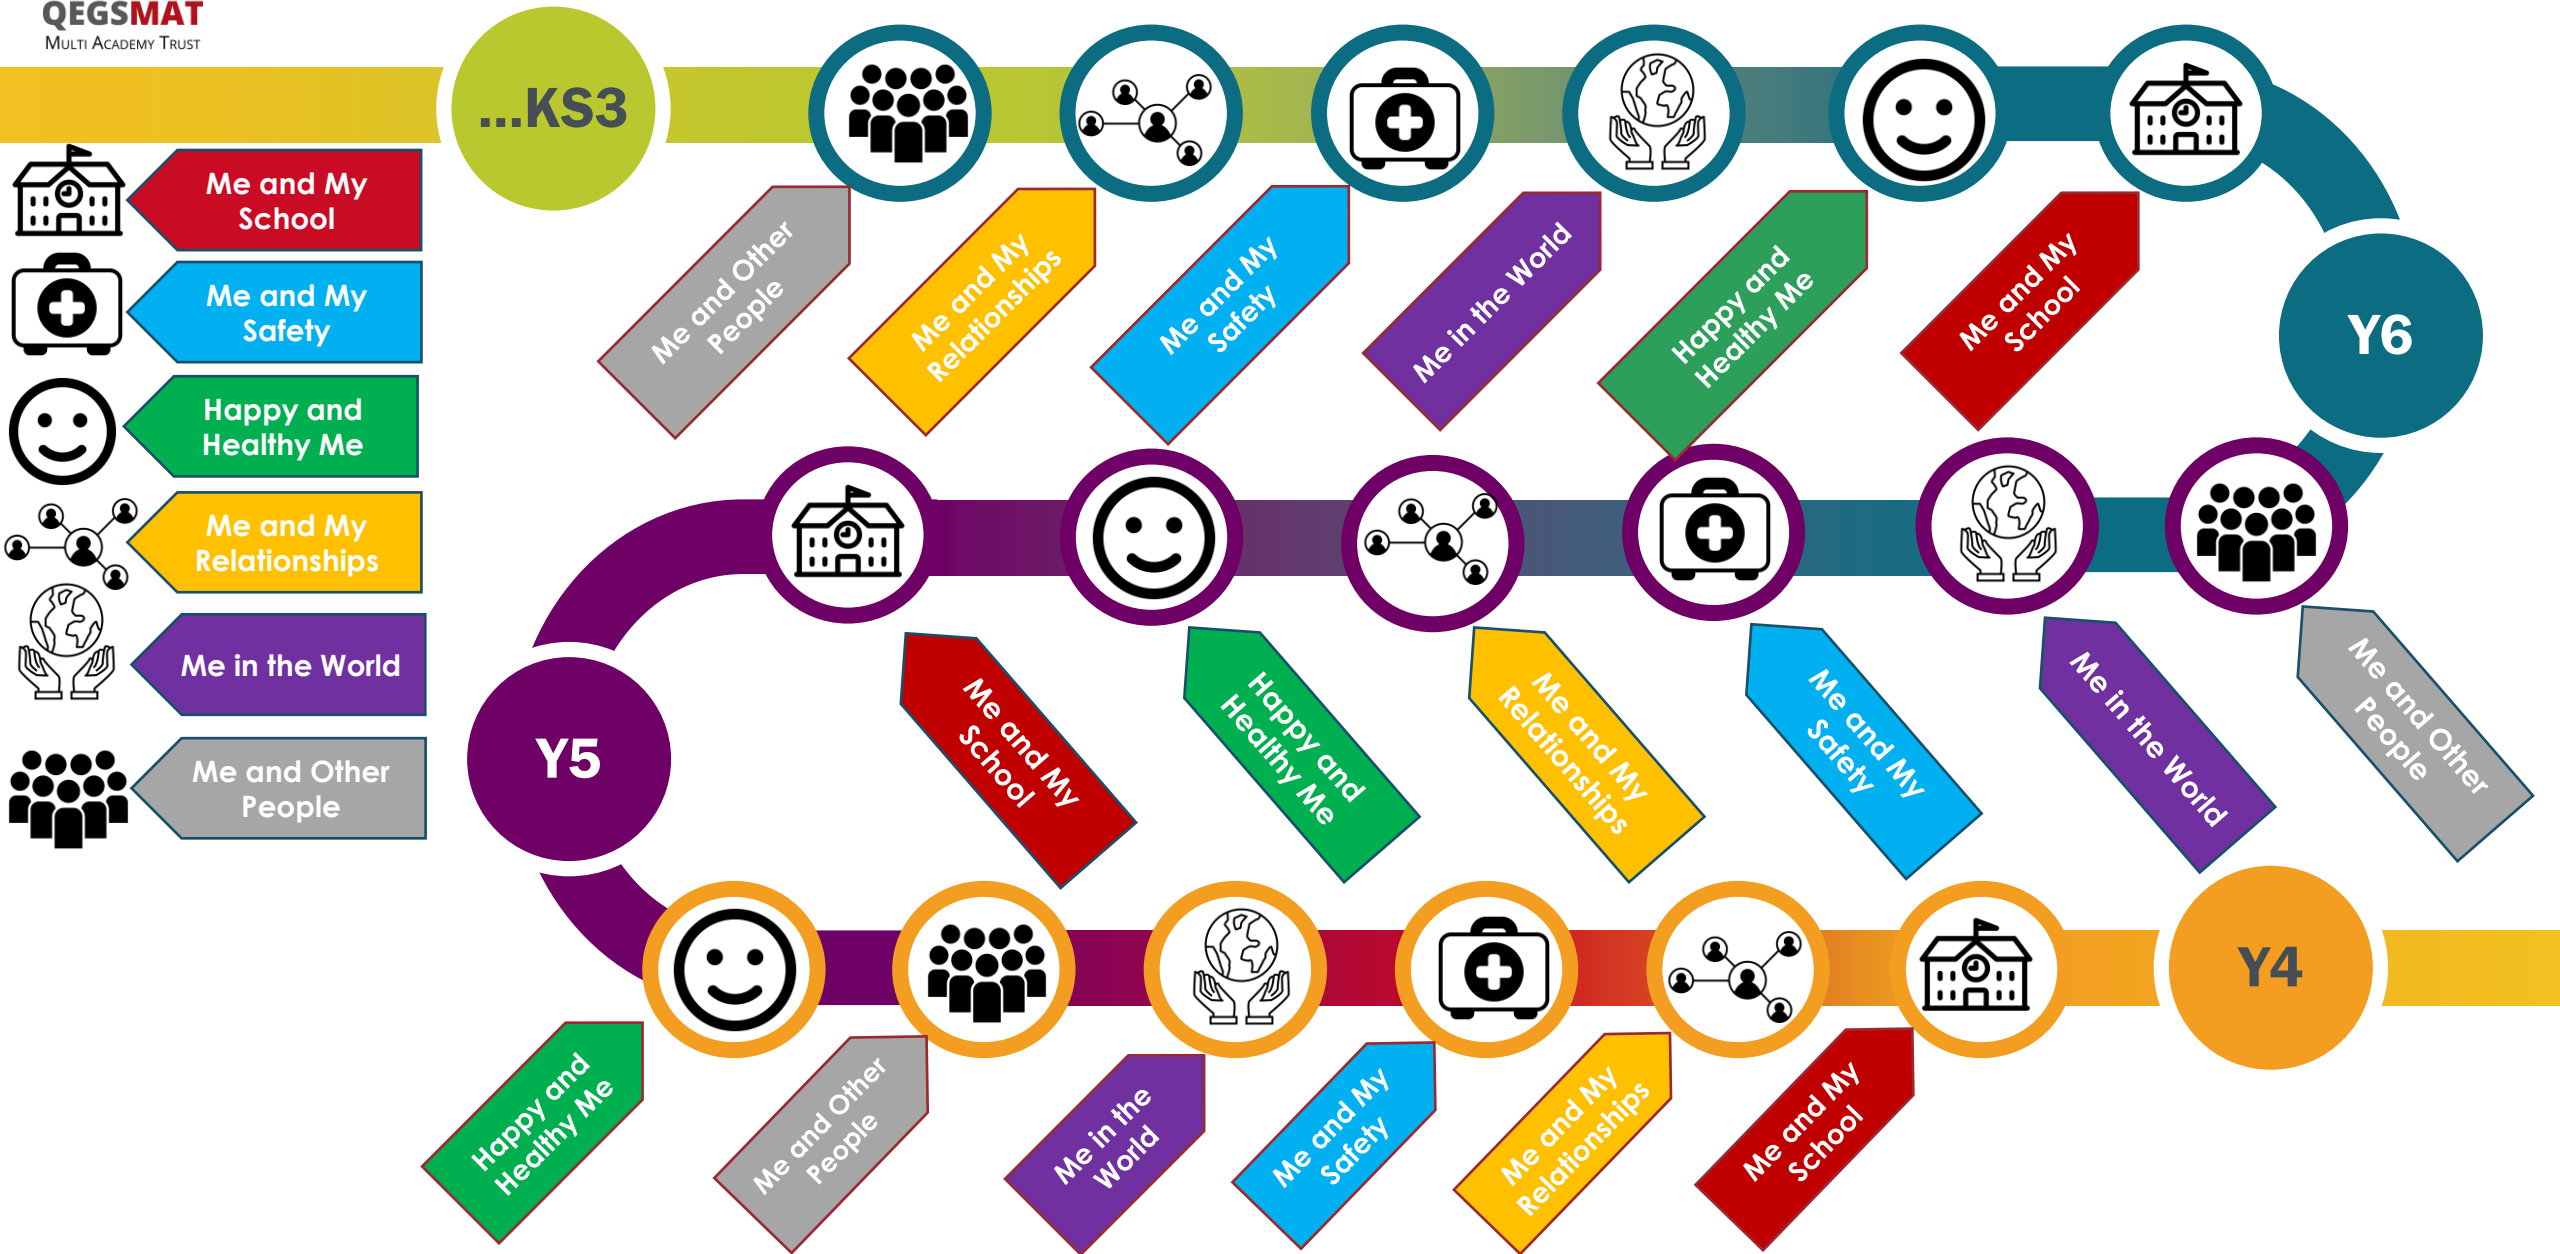 QEGSMAT
MULTI ACADEMY TRUST
...KS3
Me and My
School
Me and My
Safety
Happy and
Healthy Me
Me and My
Relationships
Me in the World
Me and Other
People
Me and Other
People
Me and My
Relationships
Me and My
Safety
Me in the World
Happy and
Healthy Me
Me and My
School
Y6
Me and My
School
Happy and
Healthy Me
Me and My
Relationships
Me and My
Safety
Me in the World
Me and Other
People
Y5
Y4
Happy and
Healthy Me
Me and Other
People
Me in the
World
Me and My
Safety
Me and My
Relationships
Me and My
School